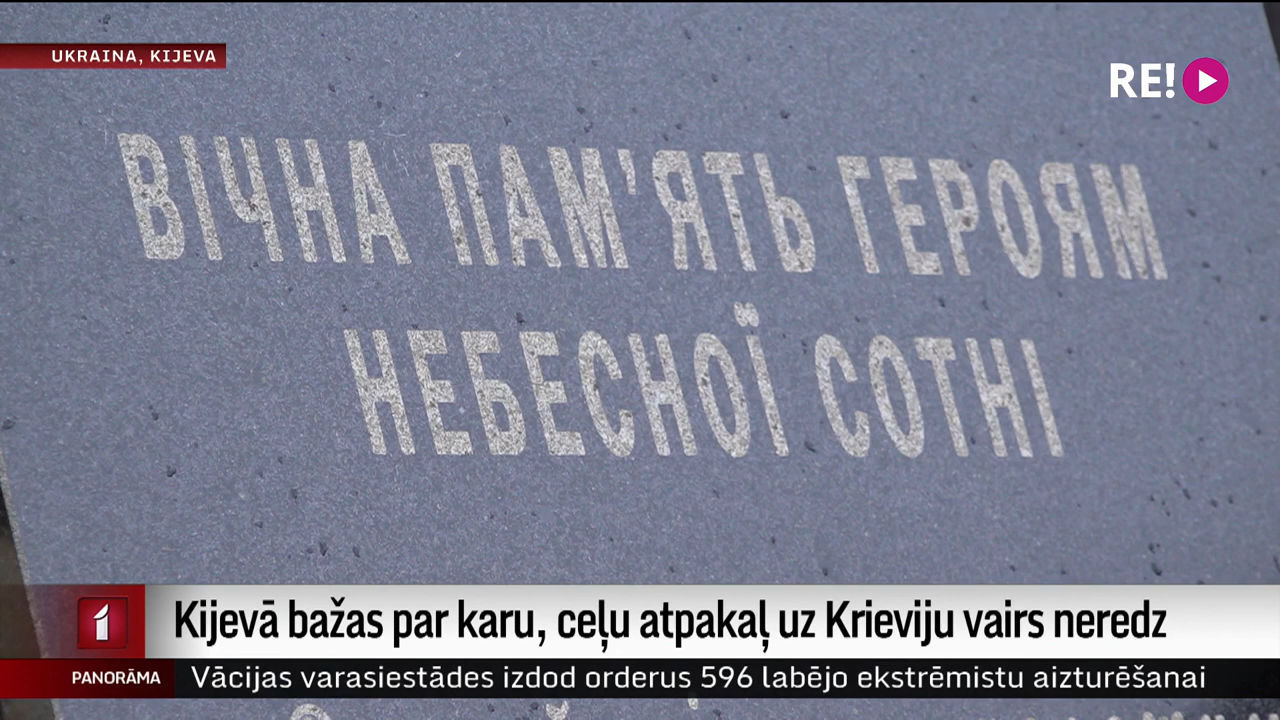 UKRAINA, KIJEVA
RE!
ВІЧНА ПАМ'ЯТЬ ГЕРОЯМ
НЕБЕСНОЇ СОТНІ
1
Kijevā bažas par karu, ceļu atpakaļ uz Krieviju vairs neredz
PANORĀMA
Vācijas varasiestādes izdod orderus 596 labējo ekstrēmistu aizturēšanai